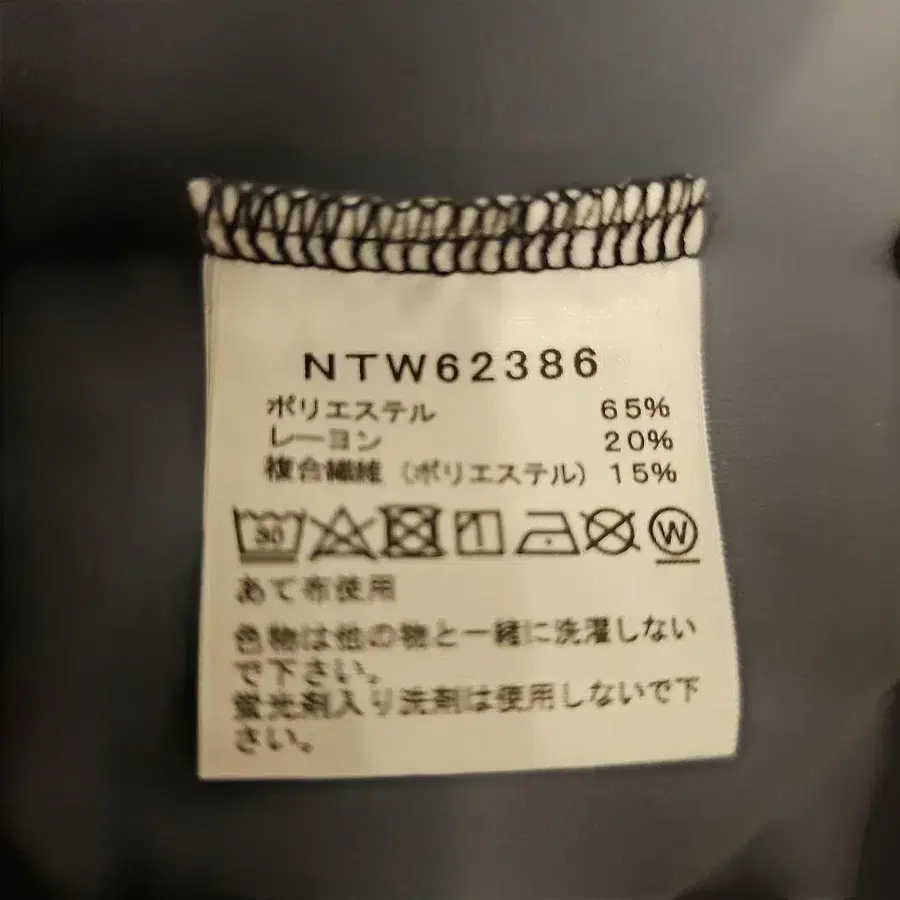 NTW62386
ポリエステル 65%
レーヨン 20%
複合繊維（ポリエステル） 15%
30 W
あて布使用
色物は他の物と一緒に洗濯しない
で下さい。
蛍光剤入り洗剤は使用しないで下
さい。